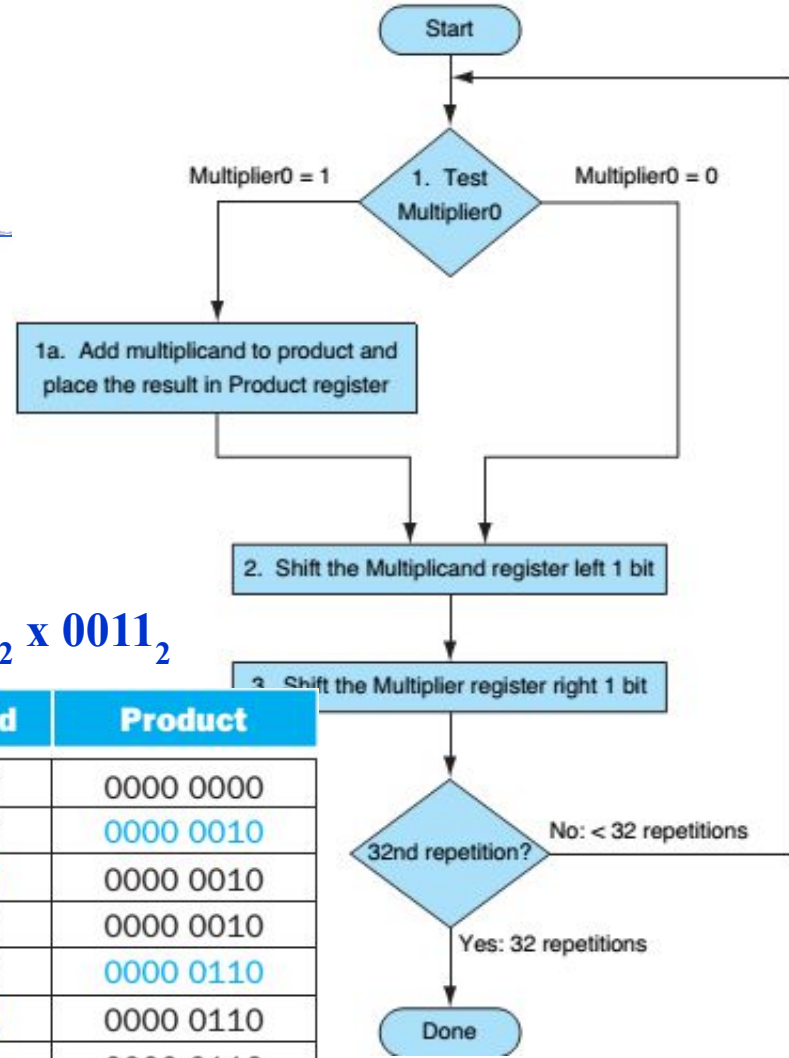 Start
Multiplier0 = 1
1. Test
Multiplier0
Multiplier0 = 0
1a. Add multiplicand to product and
place the result in Product register
2. Shift the Multiplicand register left 1 bit
₂ x 0011₂
3. Shift the Multiplier register right 1 bit
d Product
0000 0000
0000 0010
0000 0010
0000 0010
0000 0110
0000 0110
32nd repetition?
No: < 32 repetitions
Yes: 32 repetitions
Done